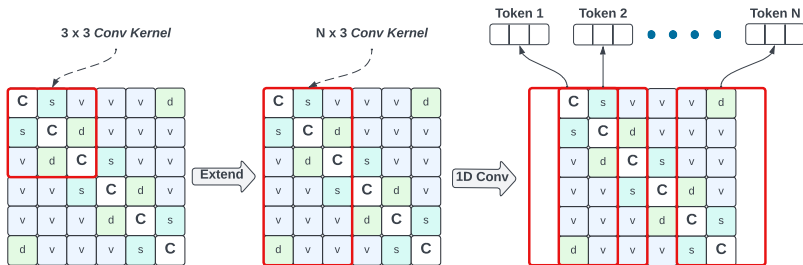 Token 1 Token 2 Token N
3 x 3 Conv Kernel N x 3 Conv Kernel
C s v v v d
s C d v v v
v d C s v v
v v s C d v
v v v d C s
d v v v s C
Extend
C s v v v d
s C d v v v
v d C s v v
v v s C d v
v v v d C s
d v v v s C
1D Conv
C s v v v d
s C d v v v
v d C s v v
v v s C d v
v v v d C s
d v v v s C